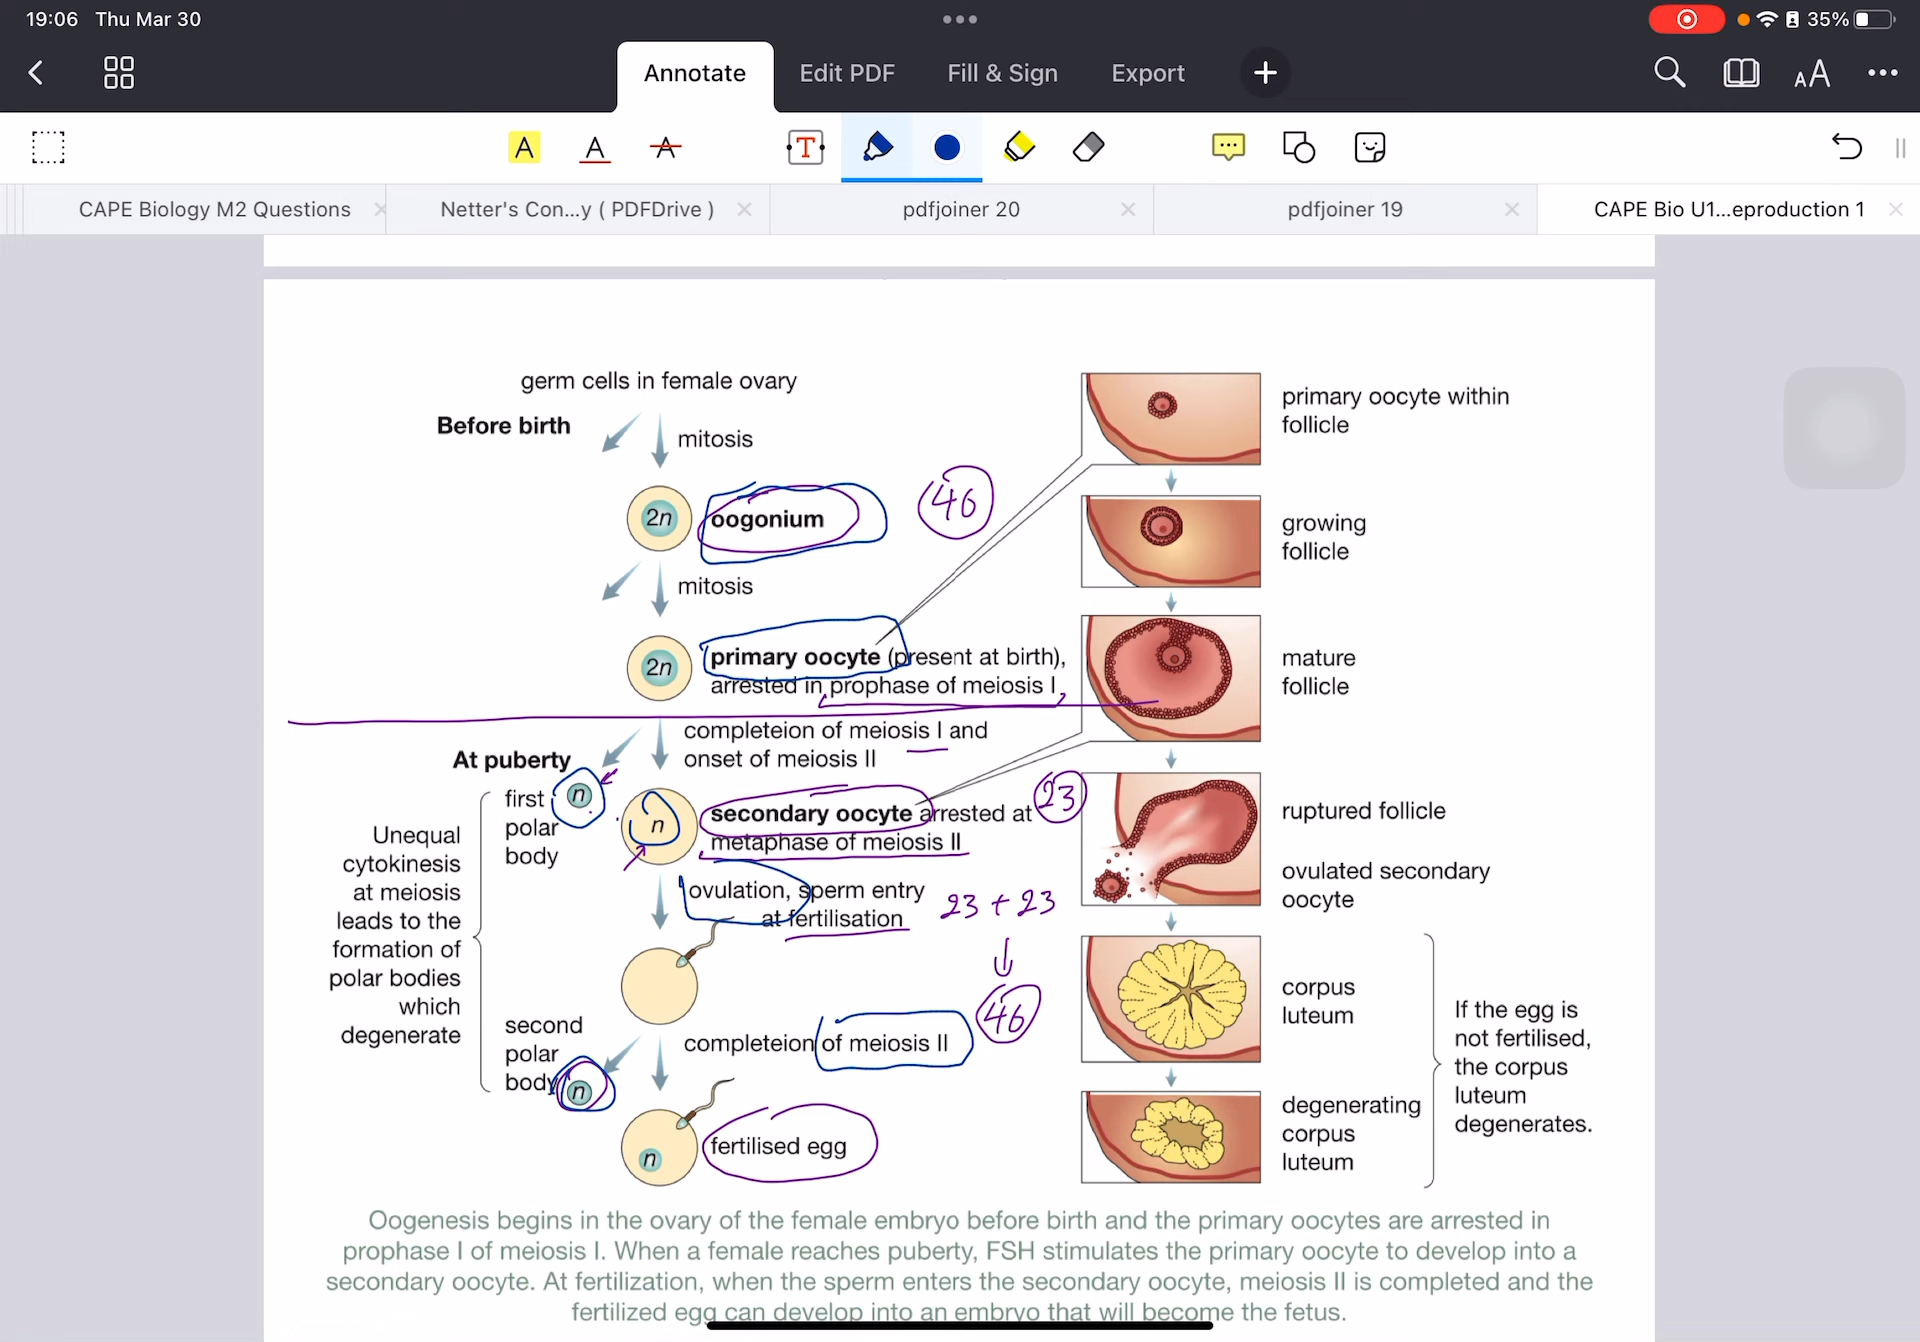 19:06 Thu Mar 30
35%
Annotate
Edit PDF
Fill & Sign
Export
AA
A
A
A
T
CAPE Biology M2 Questions
Netter's Con...y ( PDFDrive )
pdfjoiner 20
pdfjoiner 19
CAPE Bio U1...eproduction 1
germ cells in female ovary
Before birth
mitosis
2n
oogonium
46
mitosis
2n
primary oocyte (present at birth),
arrested in prophase of meiosis I,
completeion of meiosis I and
onset of meiosis II
At puberty
first
polar
body
n
n
secondary oocyte arrested at
metaphase of meiosis II
23
Unequal
cytokinesis
at meiosis
leads to the
formation of
polar bodies
which
degenerate
ovulation, sperm entry
at fertilisation
23 + 23
46
second
polar
body
n
completeion of meiosis II
n
fertilised egg
primary oocyte within
follicle
growing
follicle
mature
follicle
ruptured follicle
ovulated secondary
oocyte
corpus
luteum
degenerating
corpus
luteum
If the egg is
not fertilised,
the corpus
luteum
degenerates.
Oogenesis begins in the ovary of the female embryo before birth and the primary oocytes are arrested in
prophase I of meiosis I. When a female reaches puberty, FSH stimulates the primary oocyte to develop into a
secondary oocyte. At fertilization, when the sperm enters the secondary oocyte, meiosis II is completed and the
fertilized egg can develop into an embryo that will become the fetus.